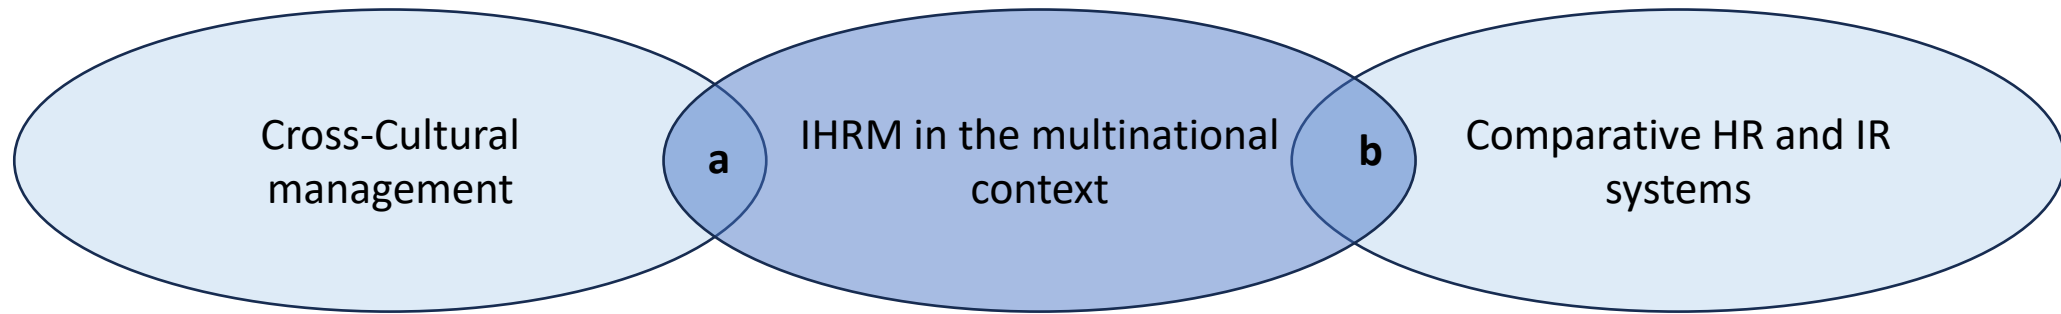 Cross-Cultural
management
a
IHRM in the multinational
context
b
Comparative HR and IR
systems